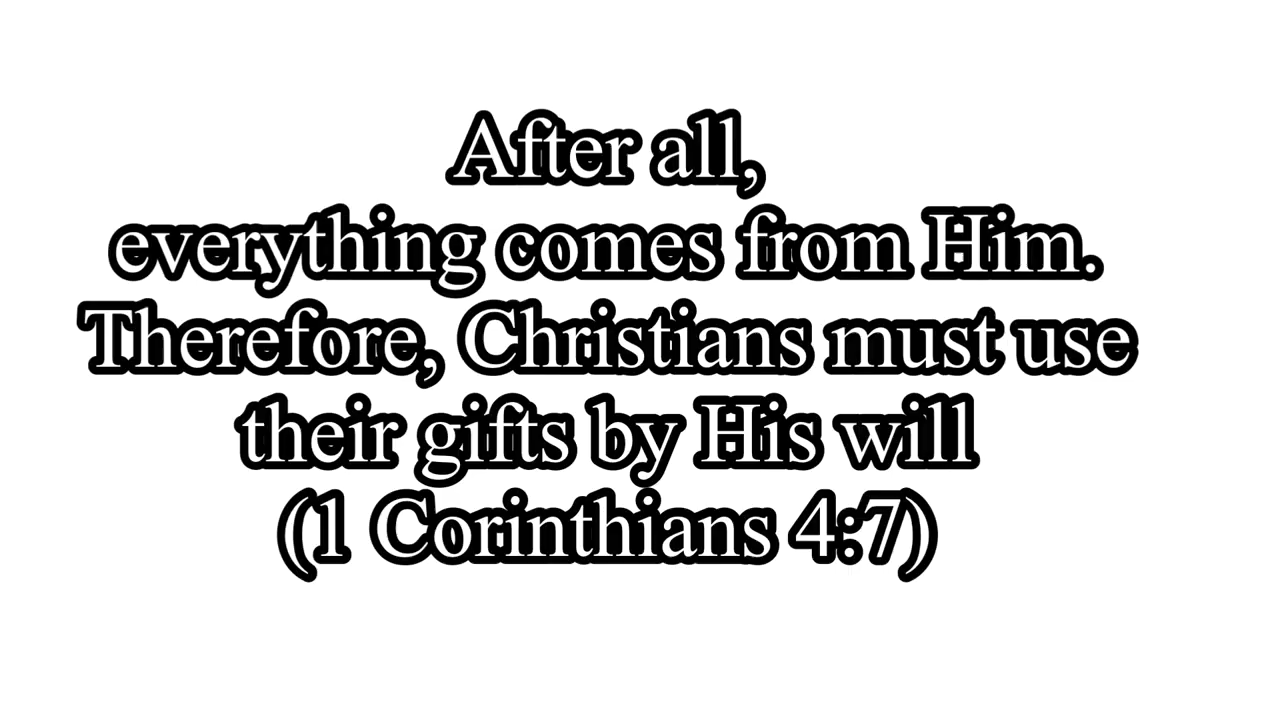 After all,
everything comes from Him.
Therefore, Christians must use
their gifts by His will
(1 Corinthians 4:7)